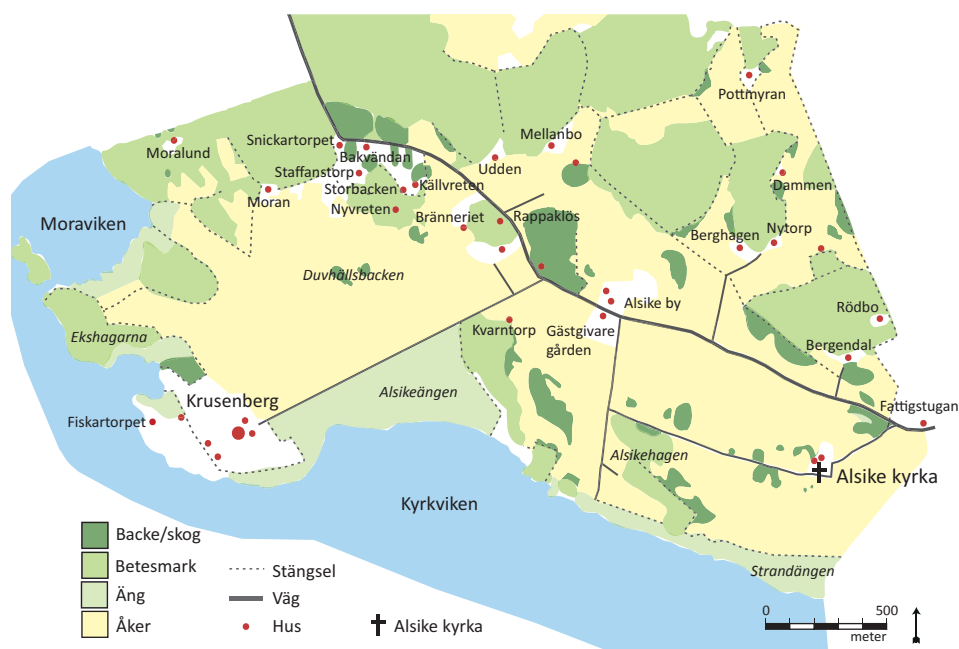 Pottmyran
Mellanbo
Snickartorpet
Moralund
Bakvändan
Udden
Staffanstorp
Dammen
Storbacken
Källvreten
Moran
Nyvreten
Bränneriet
Rappaklös
Moraviken
Berghagen
Nytorp
Duvhällsbacken
Alsike by
Rödbo
Kvarntorp
Gästgivare
gården
Ekshagarna
Bergendal
Alsikeängen
Krusenberg
Fattigstugan
Fiskartorpet
Alsikehagen
Alsike kyrka
Kyrkviken
Strandängen
Backe/skog
Betesmark
Äng
Åker
Stängsel
Väg
Hus
Alsike kyrka
0 500
meter